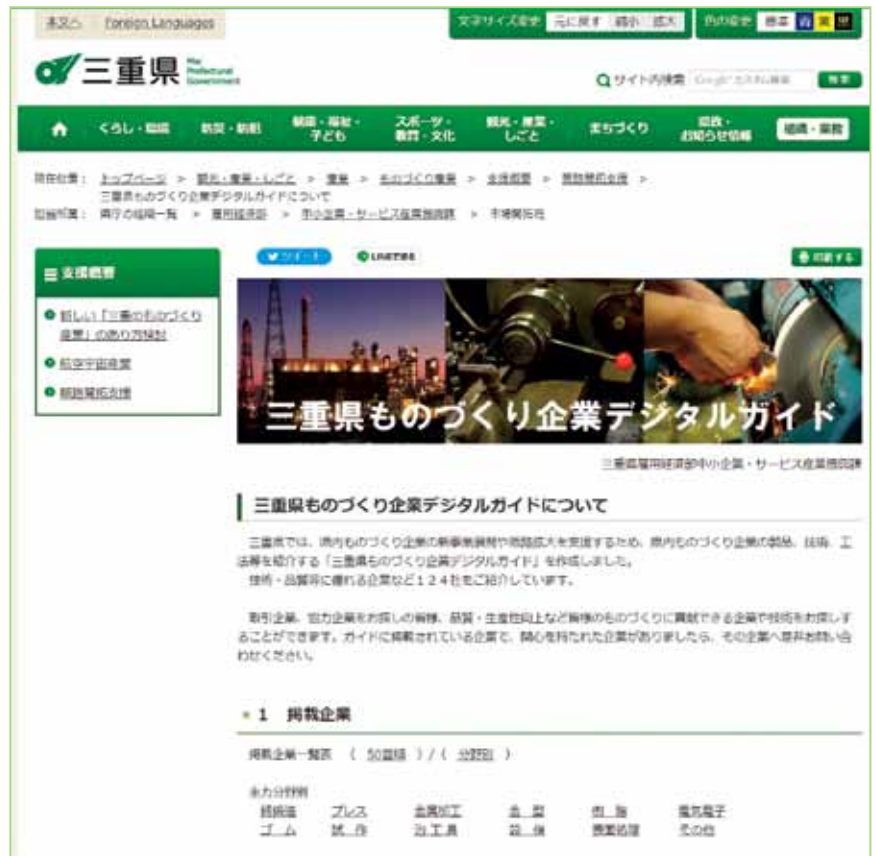 本文へ Foreign Languages
文字サイズ変更 元に戻す 縮小 拡大 色の変更 標準 青 黄 黒
三重県 Mie Prefectural Government
サイト内検索 検索
くらし・環境 防災・防犯 健康・福祉・子ども スポーツ・教育・文化 観光・産業・しごと まちづくり 県政・お知らせ情報 組織・業務
現在位置： トップページ > 観光・産業・しごと > 産業 > ものづくり産業 > 支援概要 > 販路開拓支援 >
三重県ものづくり企業デジタルガイドについて
担当所属： 県庁の組織一覧 > 雇用経済部 > 中小企業・サービス産業振興課 > 市場開拓班
支援概要
新しい「三重のものづくり
産業」のあり方検討
航空宇宙産業
販路開拓支援
ツイート LINEで送る 印刷する
三重県ものづくり企業デジタルガイド
三重県雇用経済部中小企業・サービス産業振興課
三重県ものづくり企業デジタルガイドについて
三重県では、県内ものづくり企業の新事業展開や販路拡大を支援するため、県内ものづくり企業の製品、技術、工
法等を紹介する「三重県ものづくり企業デジタルガイド」を作成しました。
技術・品質等に優れる企業など１２４社をご紹介しています。
取引企業、協力企業をお探しの皆様、品質・生産性向上など皆様のものづくりに貢献できる企業や技術をお探しす
ることができます。ガイドに掲載されている企業で、関心を持たれた企業がありましたら、その企業へ是非お問い合
わせください。
1 掲載企業
掲載企業一覧表 （ 50音順 ）/（ 分野別 ）
主力分野別
鋳鍛造 プレス 金属加工 金 型 樹 脂 電気電子
ゴ ム 試 作 治工具 設 備 表面処理 その他